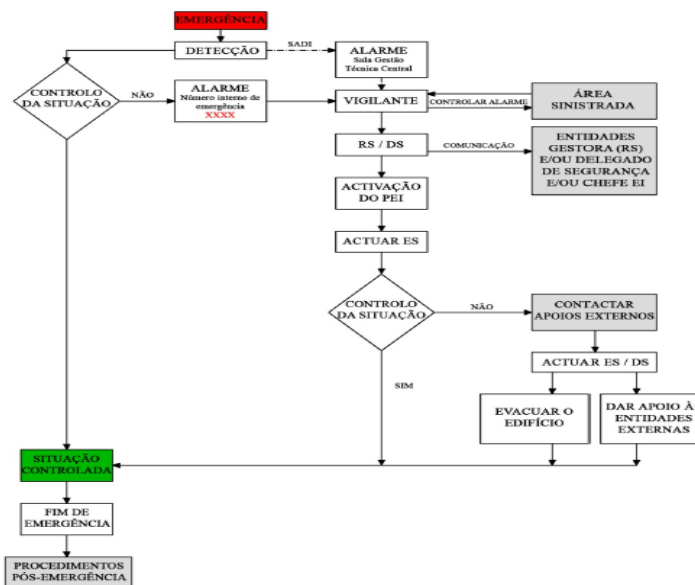 EMERGÊNCIA
DETECÇÃO
SADI
ALARME
Sala Gestão
Técnica Central
CONTROLO
DA SITUAÇÃO
NÃO
ALARME
Número interno de
emergência
XXXX
VIGILANTE
CONTROLAR ALARME
ÁREA
SINISTRADA
RS / DS
COMUNICAÇÃO
ENTIDADES
GESTORA (RS)
E/OU DELEGADO
DE SEGURANÇA
E/OU CHEFE EI
ACTIVAÇÃO
DO PEI
ACTUAR ES
CONTROLO
DA SITUAÇÃO
NÃO
CONTACTAR
APOIOS EXTERNOS
ACTUAR ES / DS
SIM
EVACUAR O
EDIFÍCIO
DAR APOIO ÀS
ENTIDADES
EXTERNAS
SITUAÇÃO
CONTROLADA
FIM DE
EMERGÊNCIA
PROCEDIMENTOS
PÓS-EMERGÊNCIA